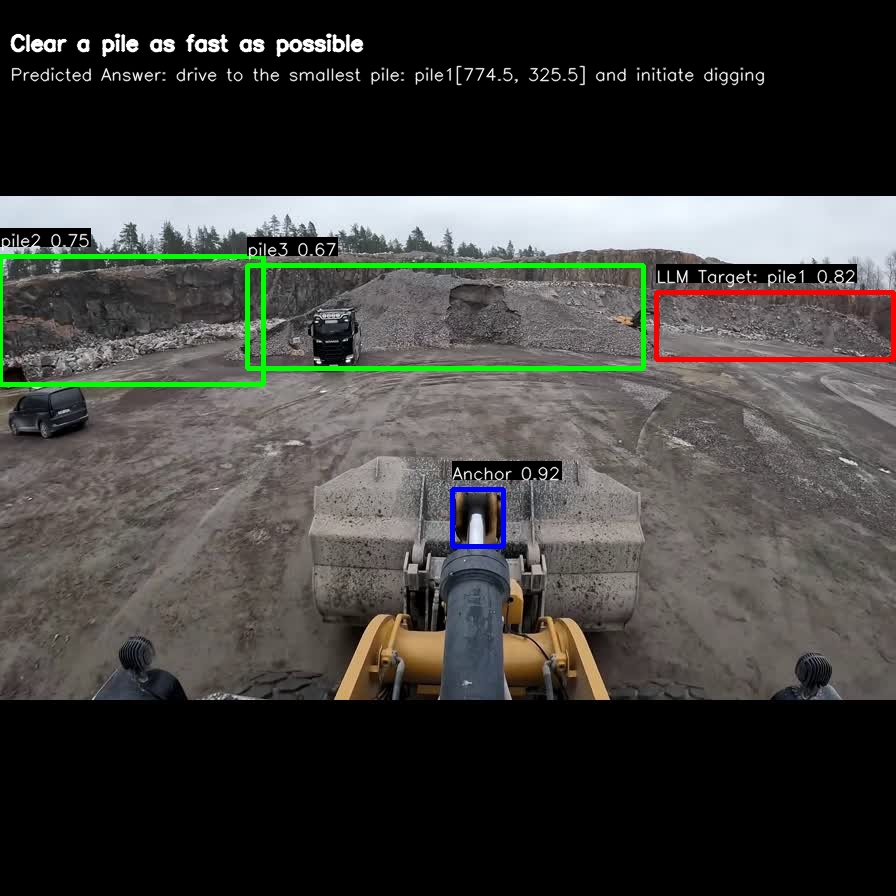 Clear a pile as fast as possible
Predicted Answer: drive to the smallest pile: pile1[774.5, 325.5] and initiate digging
pile2 0.75
pile3 0.67
LLM Target: pile1 0.82
Anchor 0.92